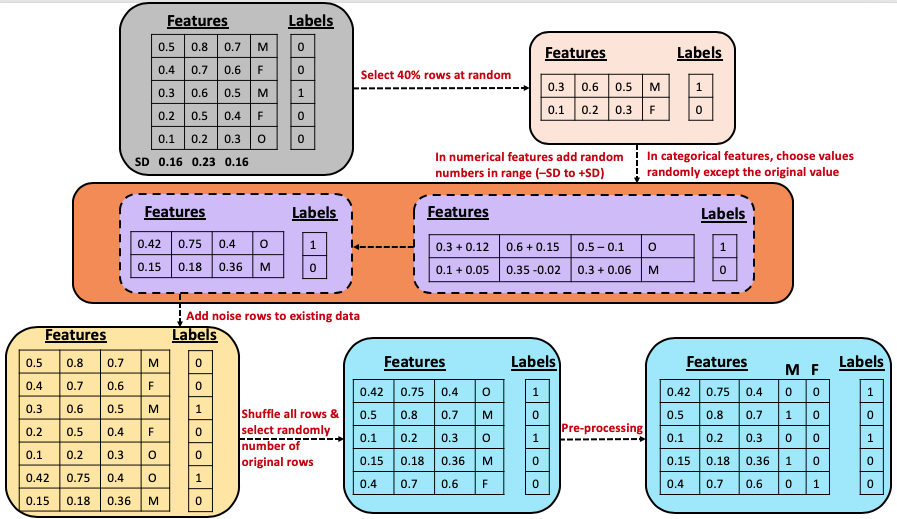 Features Labels
0.5 0.8 0.7 M 0
0.4 0.7 0.6 F 0
0.3 0.6 0.5 M 1
0.2 0.5 0.4 F 0
0.1 0.2 0.3 O 0
SD 0.16 0.23 0.16
Select 40% rows at random
Features Labels
0.3 0.6 0.5 M 1
0.1 0.2 0.3 F 0
In numerical features add random
numbers in range (–SD to +SD)
In categorical features, choose values
randomly except the original value
Features Labels
0.3 + 0.12 0.6 + 0.15 0.5 – 0.1 O 1
0.1 + 0.05 0.35 -0.02 0.3 + 0.06 M 0
Features Labels
0.42 0.75 0.4 O 1
0.15 0.18 0.36 M 0
Add noise rows to existing data
Features Labels
0.5 0.8 0.7 M 0
0.4 0.7 0.6 F 0
0.3 0.6 0.5 M 1
0.2 0.5 0.4 F 0
0.1 0.2 0.3 O 0
0.42 0.75 0.4 O 1
0.15 0.18 0.36 M 0
Shuffle all rows &
select randomly
number of
original rows
Features Labels
0.42 0.75 0.4 O 1
0.5 0.8 0.7 M 0
0.1 0.2 0.3 O 1
0.15 0.18 0.36 M 0
0.4 0.7 0.6 F 0
Pre-processing
Features M F Labels
0.42 0.75 0.4 0 0 1
0.5 0.8 0.7 1 0 0
0.1 0.2 0.3 0 0 1
0.15 0.18 0.36 1 0 0
0.4 0.7 0.6 0 1 0